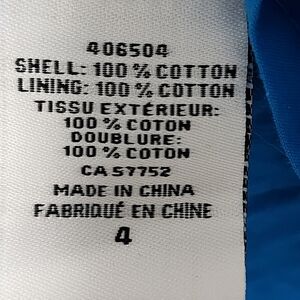 406504
SHELL: 100 % COTTON
LINING: 100 % COTTON
TISSU EXTÉRIEUR:
100 % COTON
DOUBLURE:
100 % COTON
CA 57752
MADE IN CHINA
FABRIQUÉ EN CHINE
4